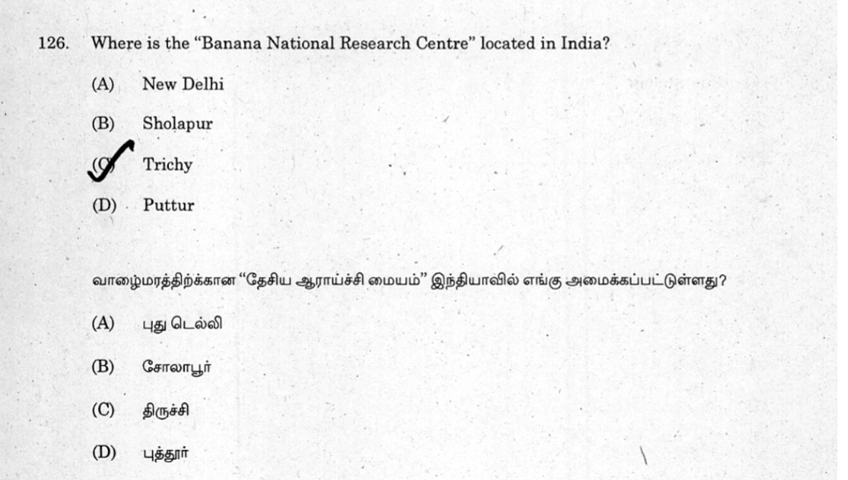 126. Where is the “Banana National Research Centre” located in India?
(A) New Delhi
(B) Sholapur
(C) Trichy
(D) Puttur
வாழைமரத்திற்க்கான “தேசிய ஆராய்ச்சி மையம்” இந்தியாவில் எங்கு அமைக்கப்பட்டுள்ளது?
(A) புது டெல்லி
(B) சோலாபூர்
(C) திருச்சி
(D) புத்தூர்